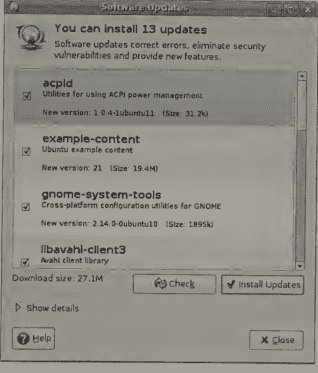 Software Updates
You can install 13 updates
Software updates correct errors, eliminate security
vulnerabilities and provide new features.
acpid
Utilities for using ACPI power management
New version: 1.0.4-1ubuntu11 (Size: 31.2k)
example-content
Ubuntu example content
New version: 21 (Size: 19.4M)
gnome-system-tools
Cross-platform configuration utilities for GNOME
New version: 2.14.0-0ubuntu10 (Size: 1895k)
libavahi-client3
Avahi client library
Download size: 27.1M
Check
Install Updates
Show details
Help
Close